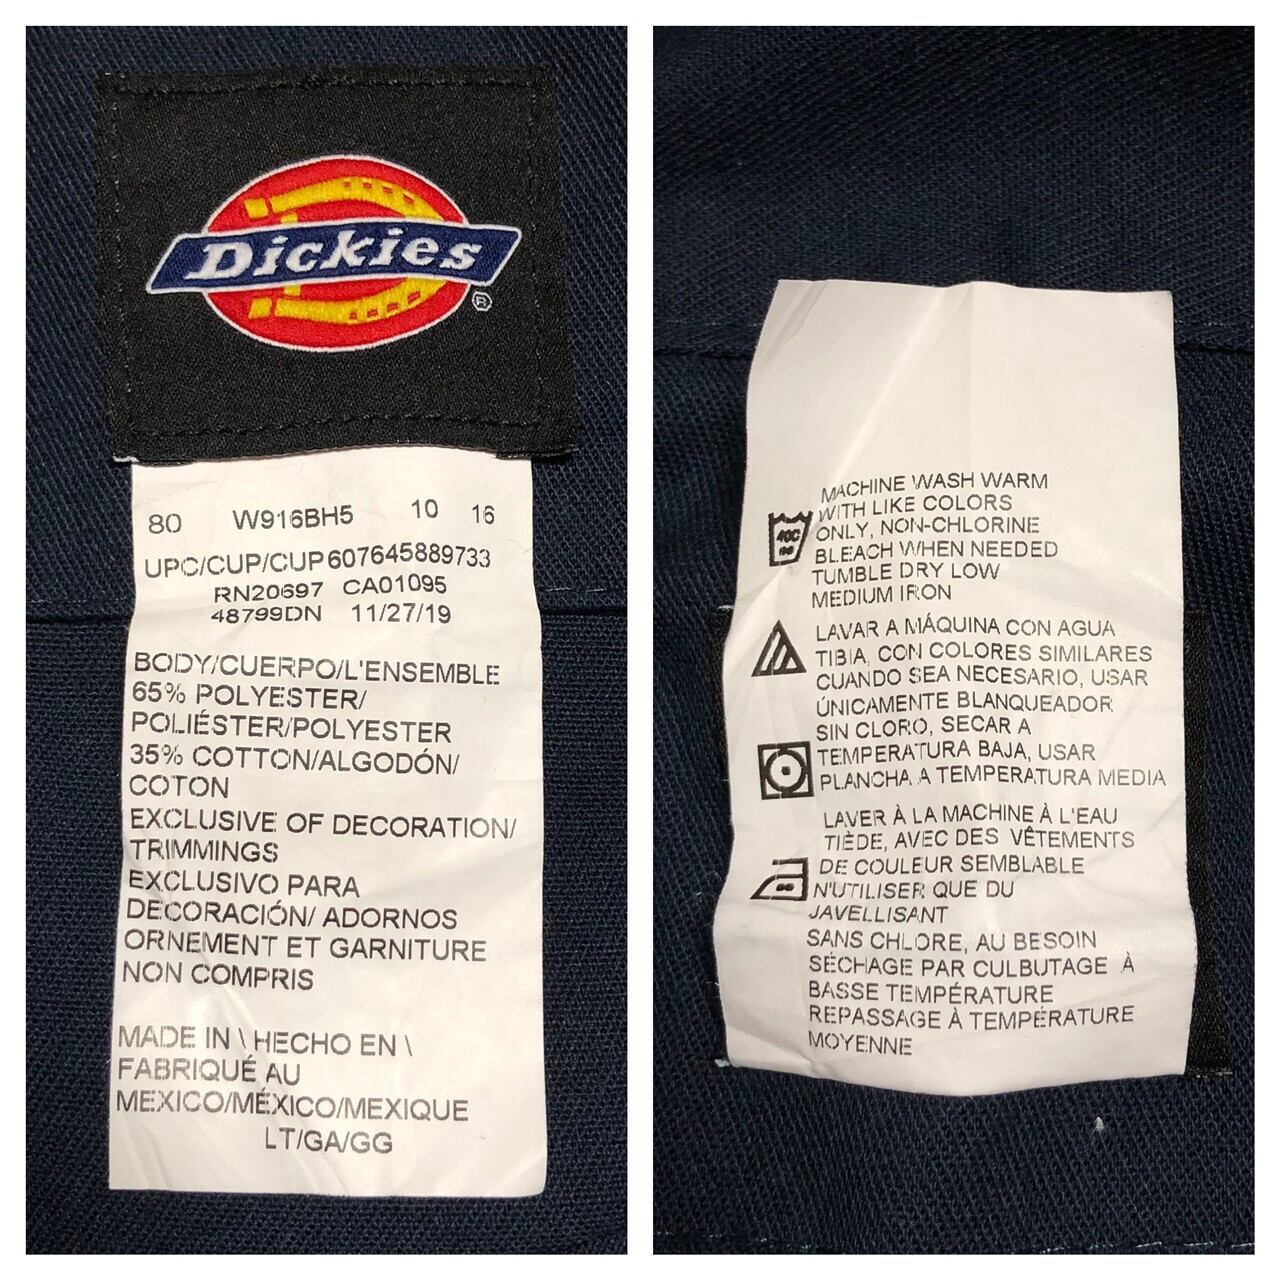 Dickies
®
80 W916BH5 10 16
UPC/CUP/CUP 607645889733
RN20697 CA01095
48799DN 11/27/19
BODY/CUERPO/L'ENSEMBLE
65% POLYESTER/
POLIÉSTER/POLYESTER
35% COTTON/ALGODÓN/
COTON
EXCLUSIVE OF DECORATION/
TRIMMINGS
EXCLUSIVO PARA
DECORACIÓN/ ADORNOS
ORNEMENT ET GARNITURE
NON COMPRIS
MADE IN \ HECHO EN \
FABRIQUÉ AU
MEXICO/MÉXICO/MEXIQUE
LT/GA/GG
MACHINE WASH WARM
WITH LIKE COLORS
ONLY, NON-CHLORINE
BLEACH WHEN NEEDED
TUMBLE DRY LOW
MEDIUM IRON
40C
LAVAR A MÁQUINA CON AGUA
TIBIA, CON COLORES SIMILARES
CUANDO SEA NECESARIO, USAR
ÚNICAMENTE BLANQUEADOR
SIN CLORO, SECAR A
TEMPERATURA BAJA, USAR
PLANCHA A TEMPERATURA MEDIA
LAVER À LA MACHINE À L'EAU
TIÈDE, AVEC DES VÊTEMENTS
DE COULEUR SEMBLABLE
N'UTILISER QUE DU
JAVELLISANT
SANS CHLORE, AU BESOIN
SÉCHAGE PAR CULBUTAGE À
BASSE TEMPÉRATURE
REPASSAGE À TEMPÉRATURE
MOYENNE